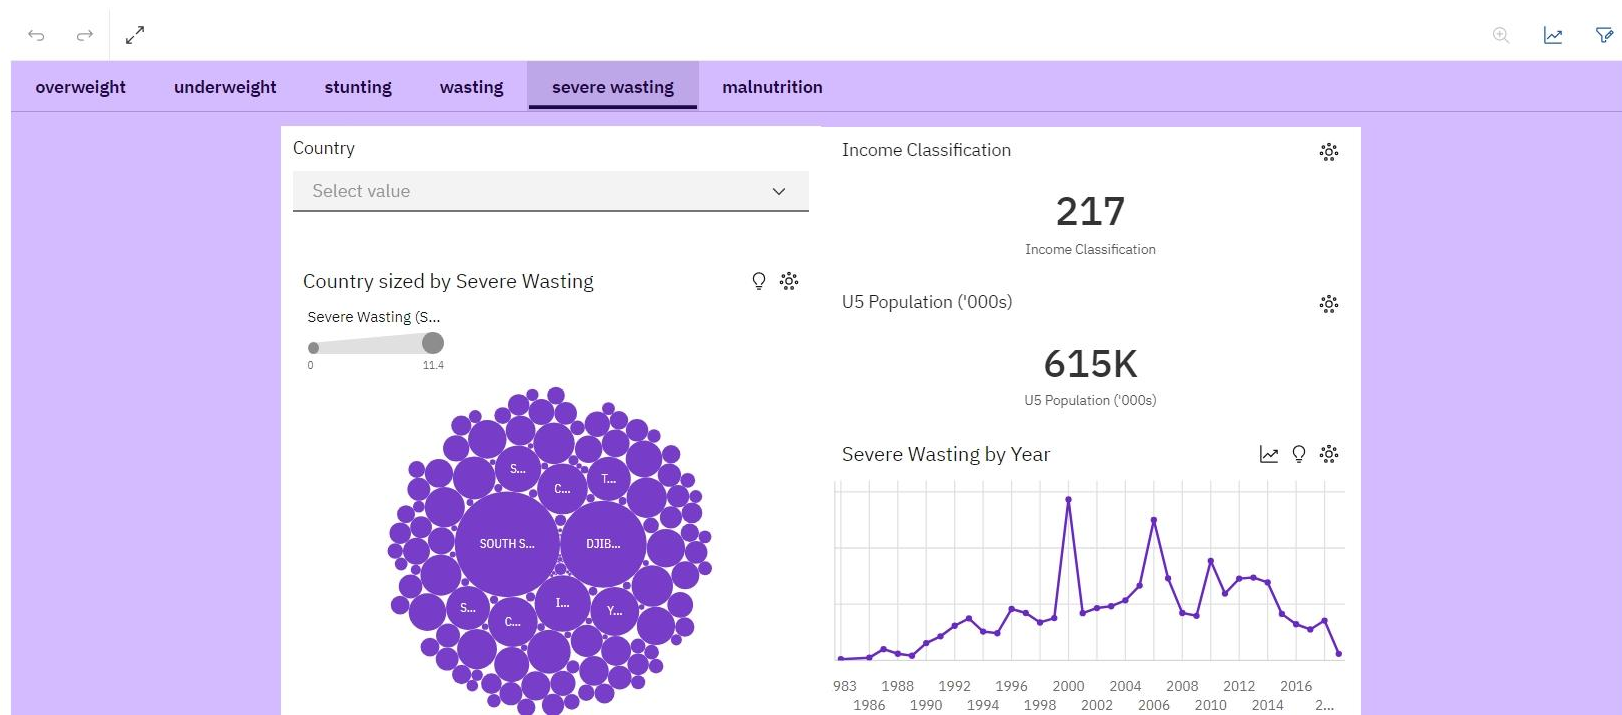 overweight underweight stunting wasting severe wasting malnutrition
Country
Select value
Country sized by Severe Wasting
Severe Wasting (S...
0 11.4
S...
C...
T...
SOUTH S...
DJIB...
I...
S...
Y...
C...
Income Classification
217
Income Classification
U5 Population ('000s)
615K
U5 Population ('000s)
Severe Wasting by Year
983 1988 1992 1996 2000 2004 2008 2012 2016
1986 1990 1994 1998 2002 2006 2010 2014 2...